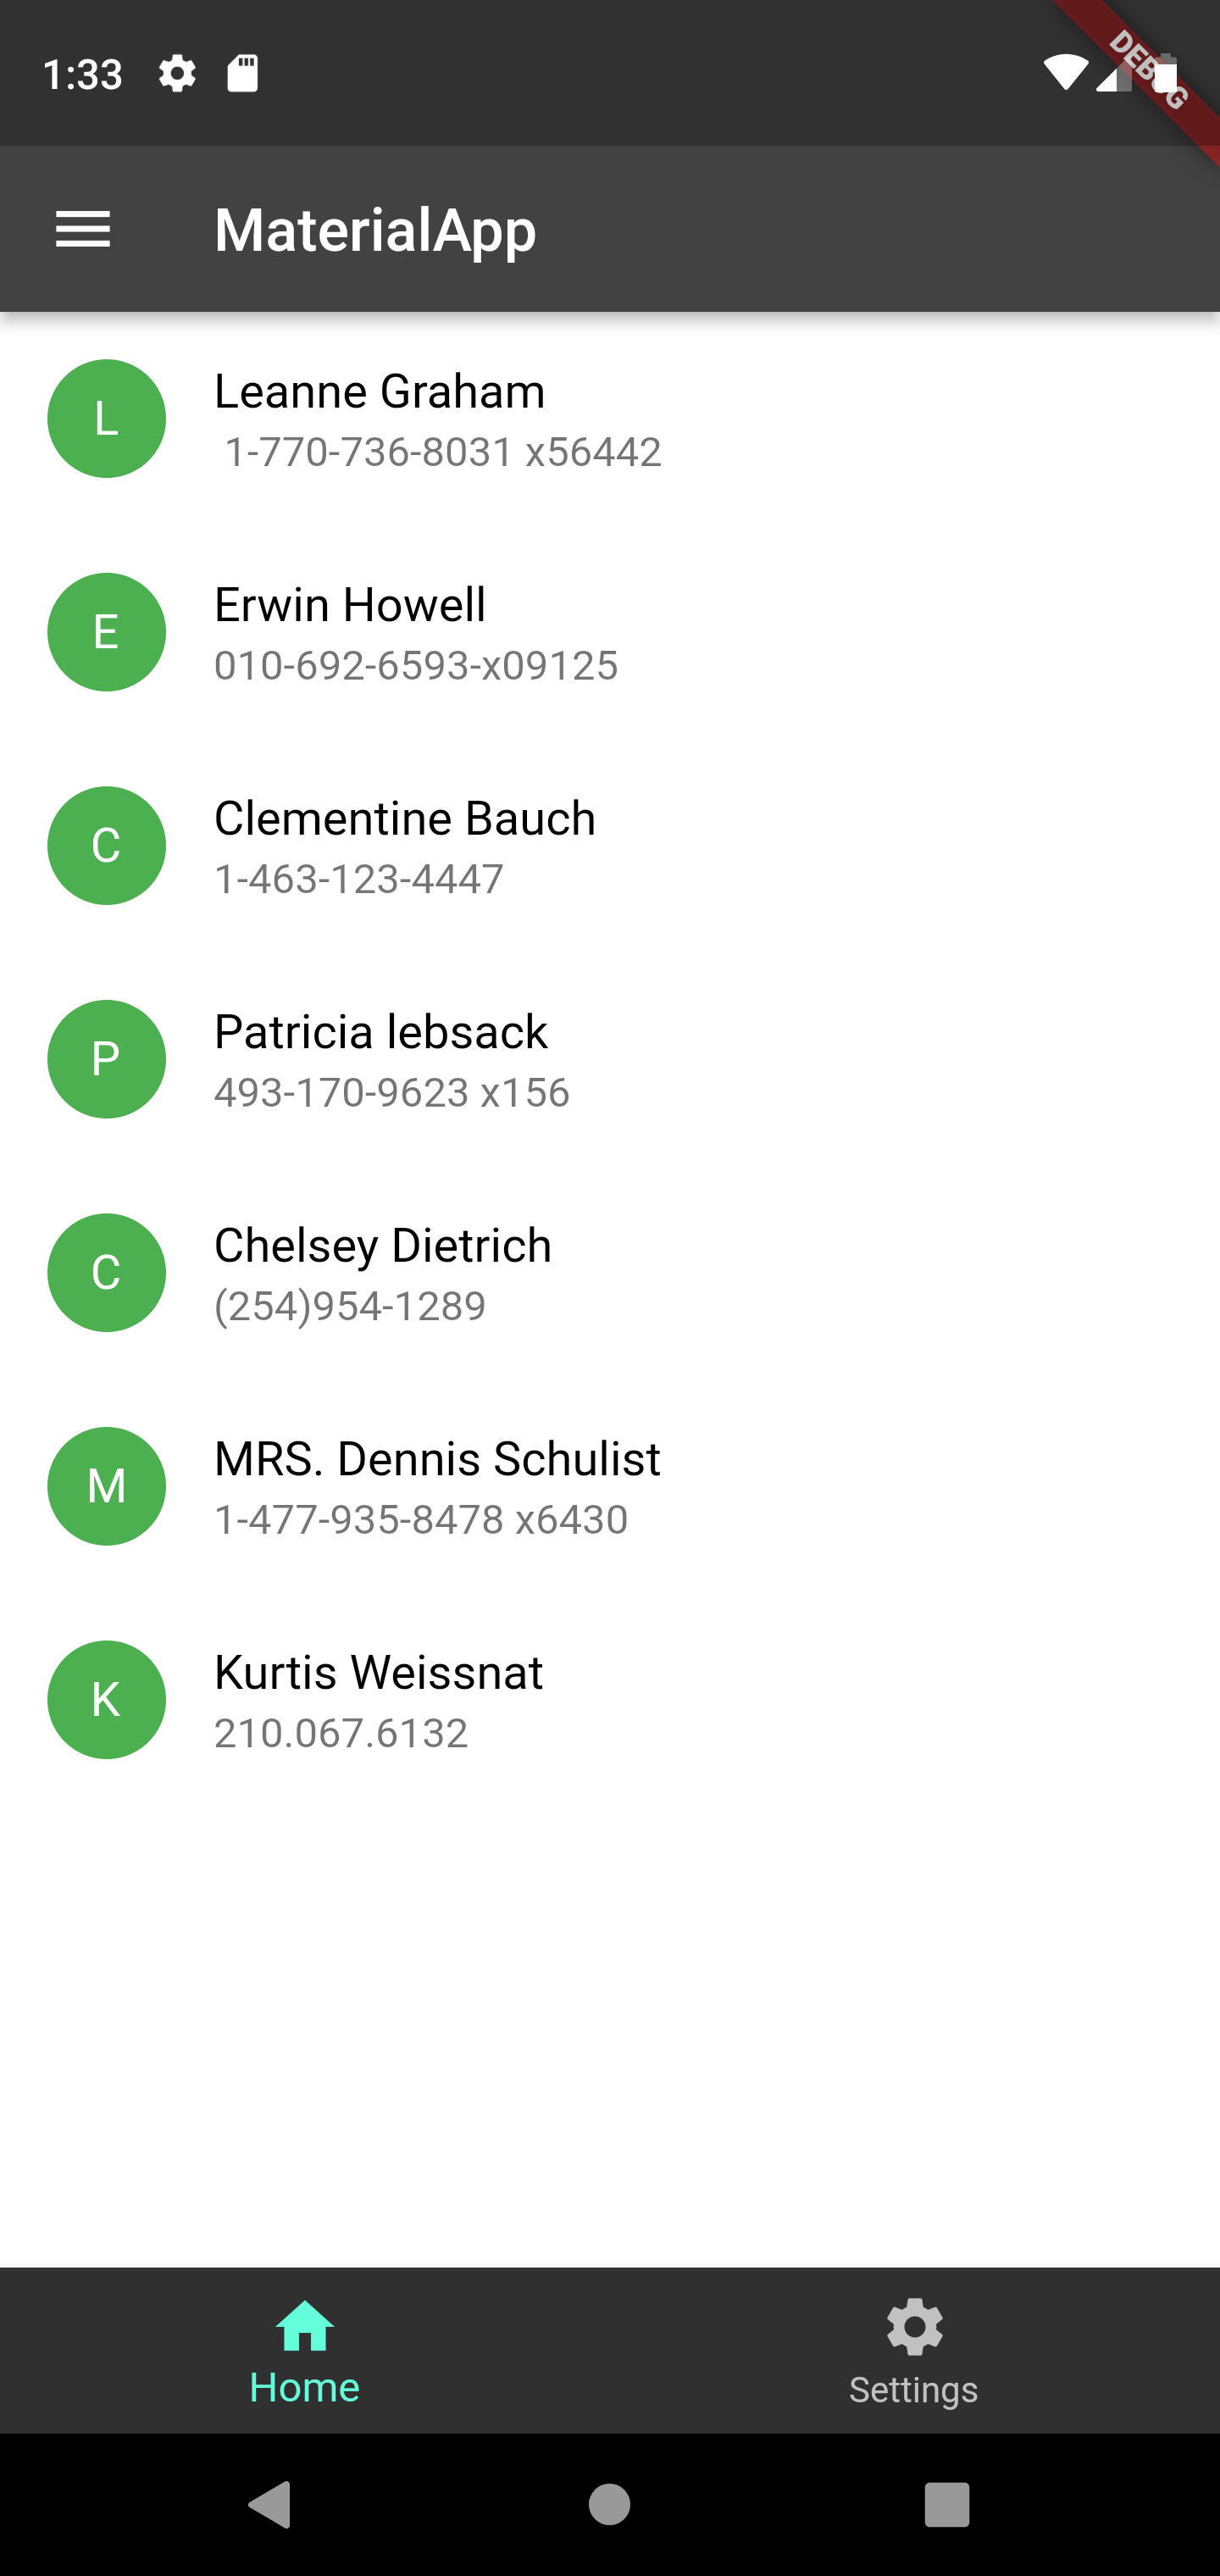 1:33
DEBUG
MaterialApp
L
Leanne Graham
1-770-736-8031 x56442
E
Erwin Howell
010-692-6593-x09125
C
Clementine Bauch
1-463-123-4447
P
Patricia lebsack
493-170-9623 x156
C
Chelsey Dietrich
(254)954-1289
M
MRS. Dennis Schulist
1-477-935-8478 x6430
K
Kurtis Weissnat
210.067.6132
Home
Settings